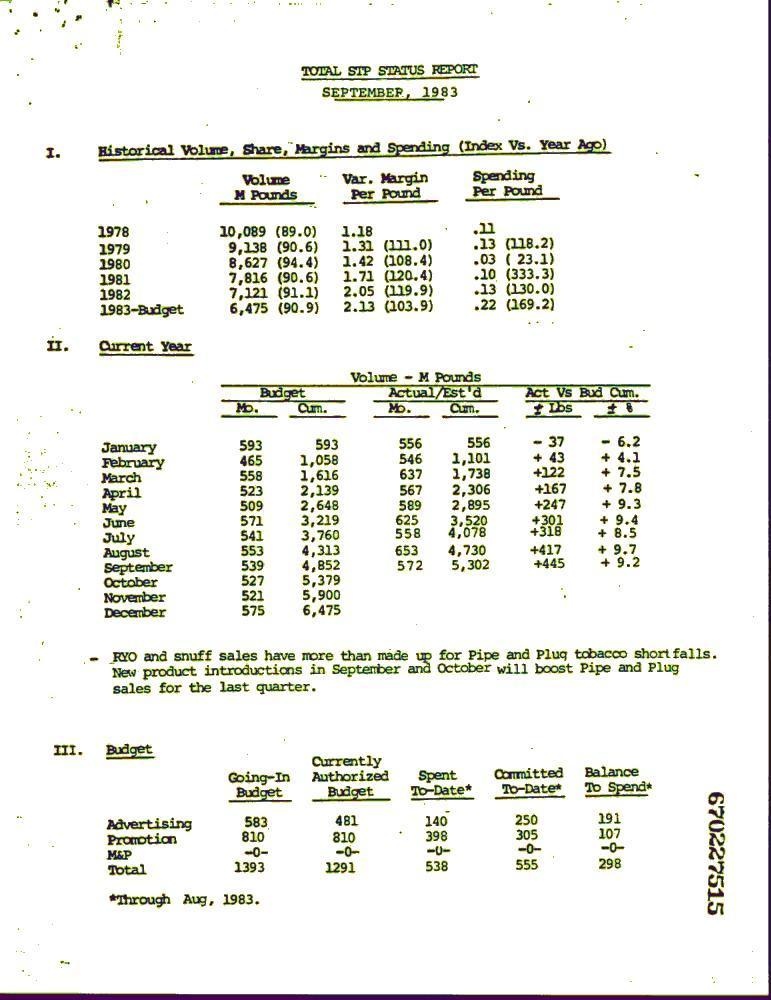 TOTAL STP STATUS REPORT
SEPTEMBER, 1983
I. Historical Volume, Share, Margins and Spending (Index Vs. Year Ago)
Volume Var. Margin Spending
M Pounds Per Pound Per Pound
1978 10,089 (89.0) 1.18 .11
1979 9,138 (90.6) 1.31 (111.0) .13 (118.2)
1980 8,627 (94.4) 1.42 (108.4) .03 ( 23.1)
1981 7,816 (90.6) 1.71 (120.4) .10 (333.3)
1982 7,121 (91.1) 2.05 (119.9) .13 (130.0)
1983-Budget 6,475 (90.9) 2.13 (103.9) .22 (169.2)
II. Current Year
Volume - M Pounds
Budget Actual/Est'd Act Vs Bud Cum.
Mo. Cum. Mo. Cum. ± Lbs ± %
January 593 593 556 556 - 37 - 6.2
February 465 1,058 546 1,101 + 43 + 4.1
March 558 1,616 637 1,738 +122 + 7.5
April 523 2,139 567 2,306 +167 + 7.8
May 509 2,648 589 2,895 +247 + 9.3
June 571 3,219 625 3,520 +301 + 9.4
July 541 3,760 558 4,078 +318 + 8.5
August 553 4,313 653 4,730 +417 + 9.7
September 539 4,852 572 5,302 +445 + 9.2
October 527 5,379
November 521 5,900
December 575 6,475
- RYO and snuff sales have more than made up for Pipe and Plug tobacco shortfalls.
New product introductions in September and October will boost Pipe and Plug
sales for the last quarter.
III. Budget
Currently
Going-In Authorized Spent Committed Balance
Budget Budget To-Date* To-Date* To Spend*
Advertising 583 481 140 250 191
Promotion 810 810 398 305 107
M&P -0- -0- -0- -0- -0-
Total 1393 1291 538 555 298
*Through Aug, 1983.
670227515